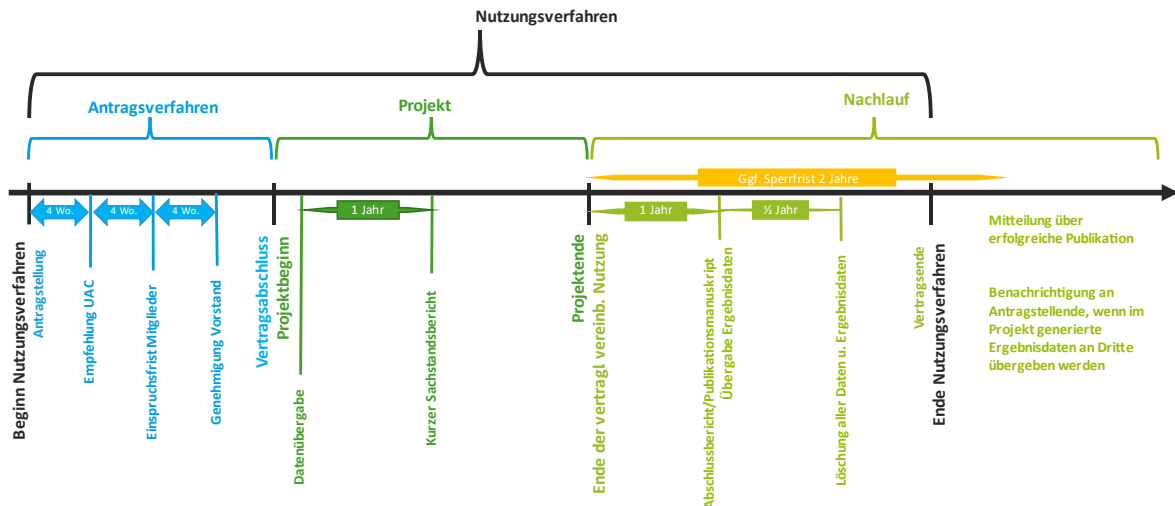 Nutzungsverfahren
Antragsverfahren
Projekt
Nachlauf
Ggf. Sperrfrist 2 Jahre
4 Wo.
4 Wo.
4 Wo.
1 Jahr
1 Jahr
½ Jahr
Beginn Nutzungsverfahren
Antragstellung
Empfehlung UAC
Einspruchsfrist Mitglieder
Genehmigung Vorstand
Vertragsabschluss
Projektbeginn
Datenübergabe
Kurzer Sachstandsbericht
Projektende
Ende der vertragl. vereinb. Nutzung
Abschlussbericht/Publikationsmanuskript
Übergabe Ergebnisdaten
Löschung aller Daten u. Ergebnisdaten
Vertragsende
Ende Nutzungsverfahren
Mitteilung über
erfolgreiche Publikation
Benachrichtigung an
Antragstellende, wenn im
Projekt generierte
Ergebnisdaten an Dritte
übergeben werden